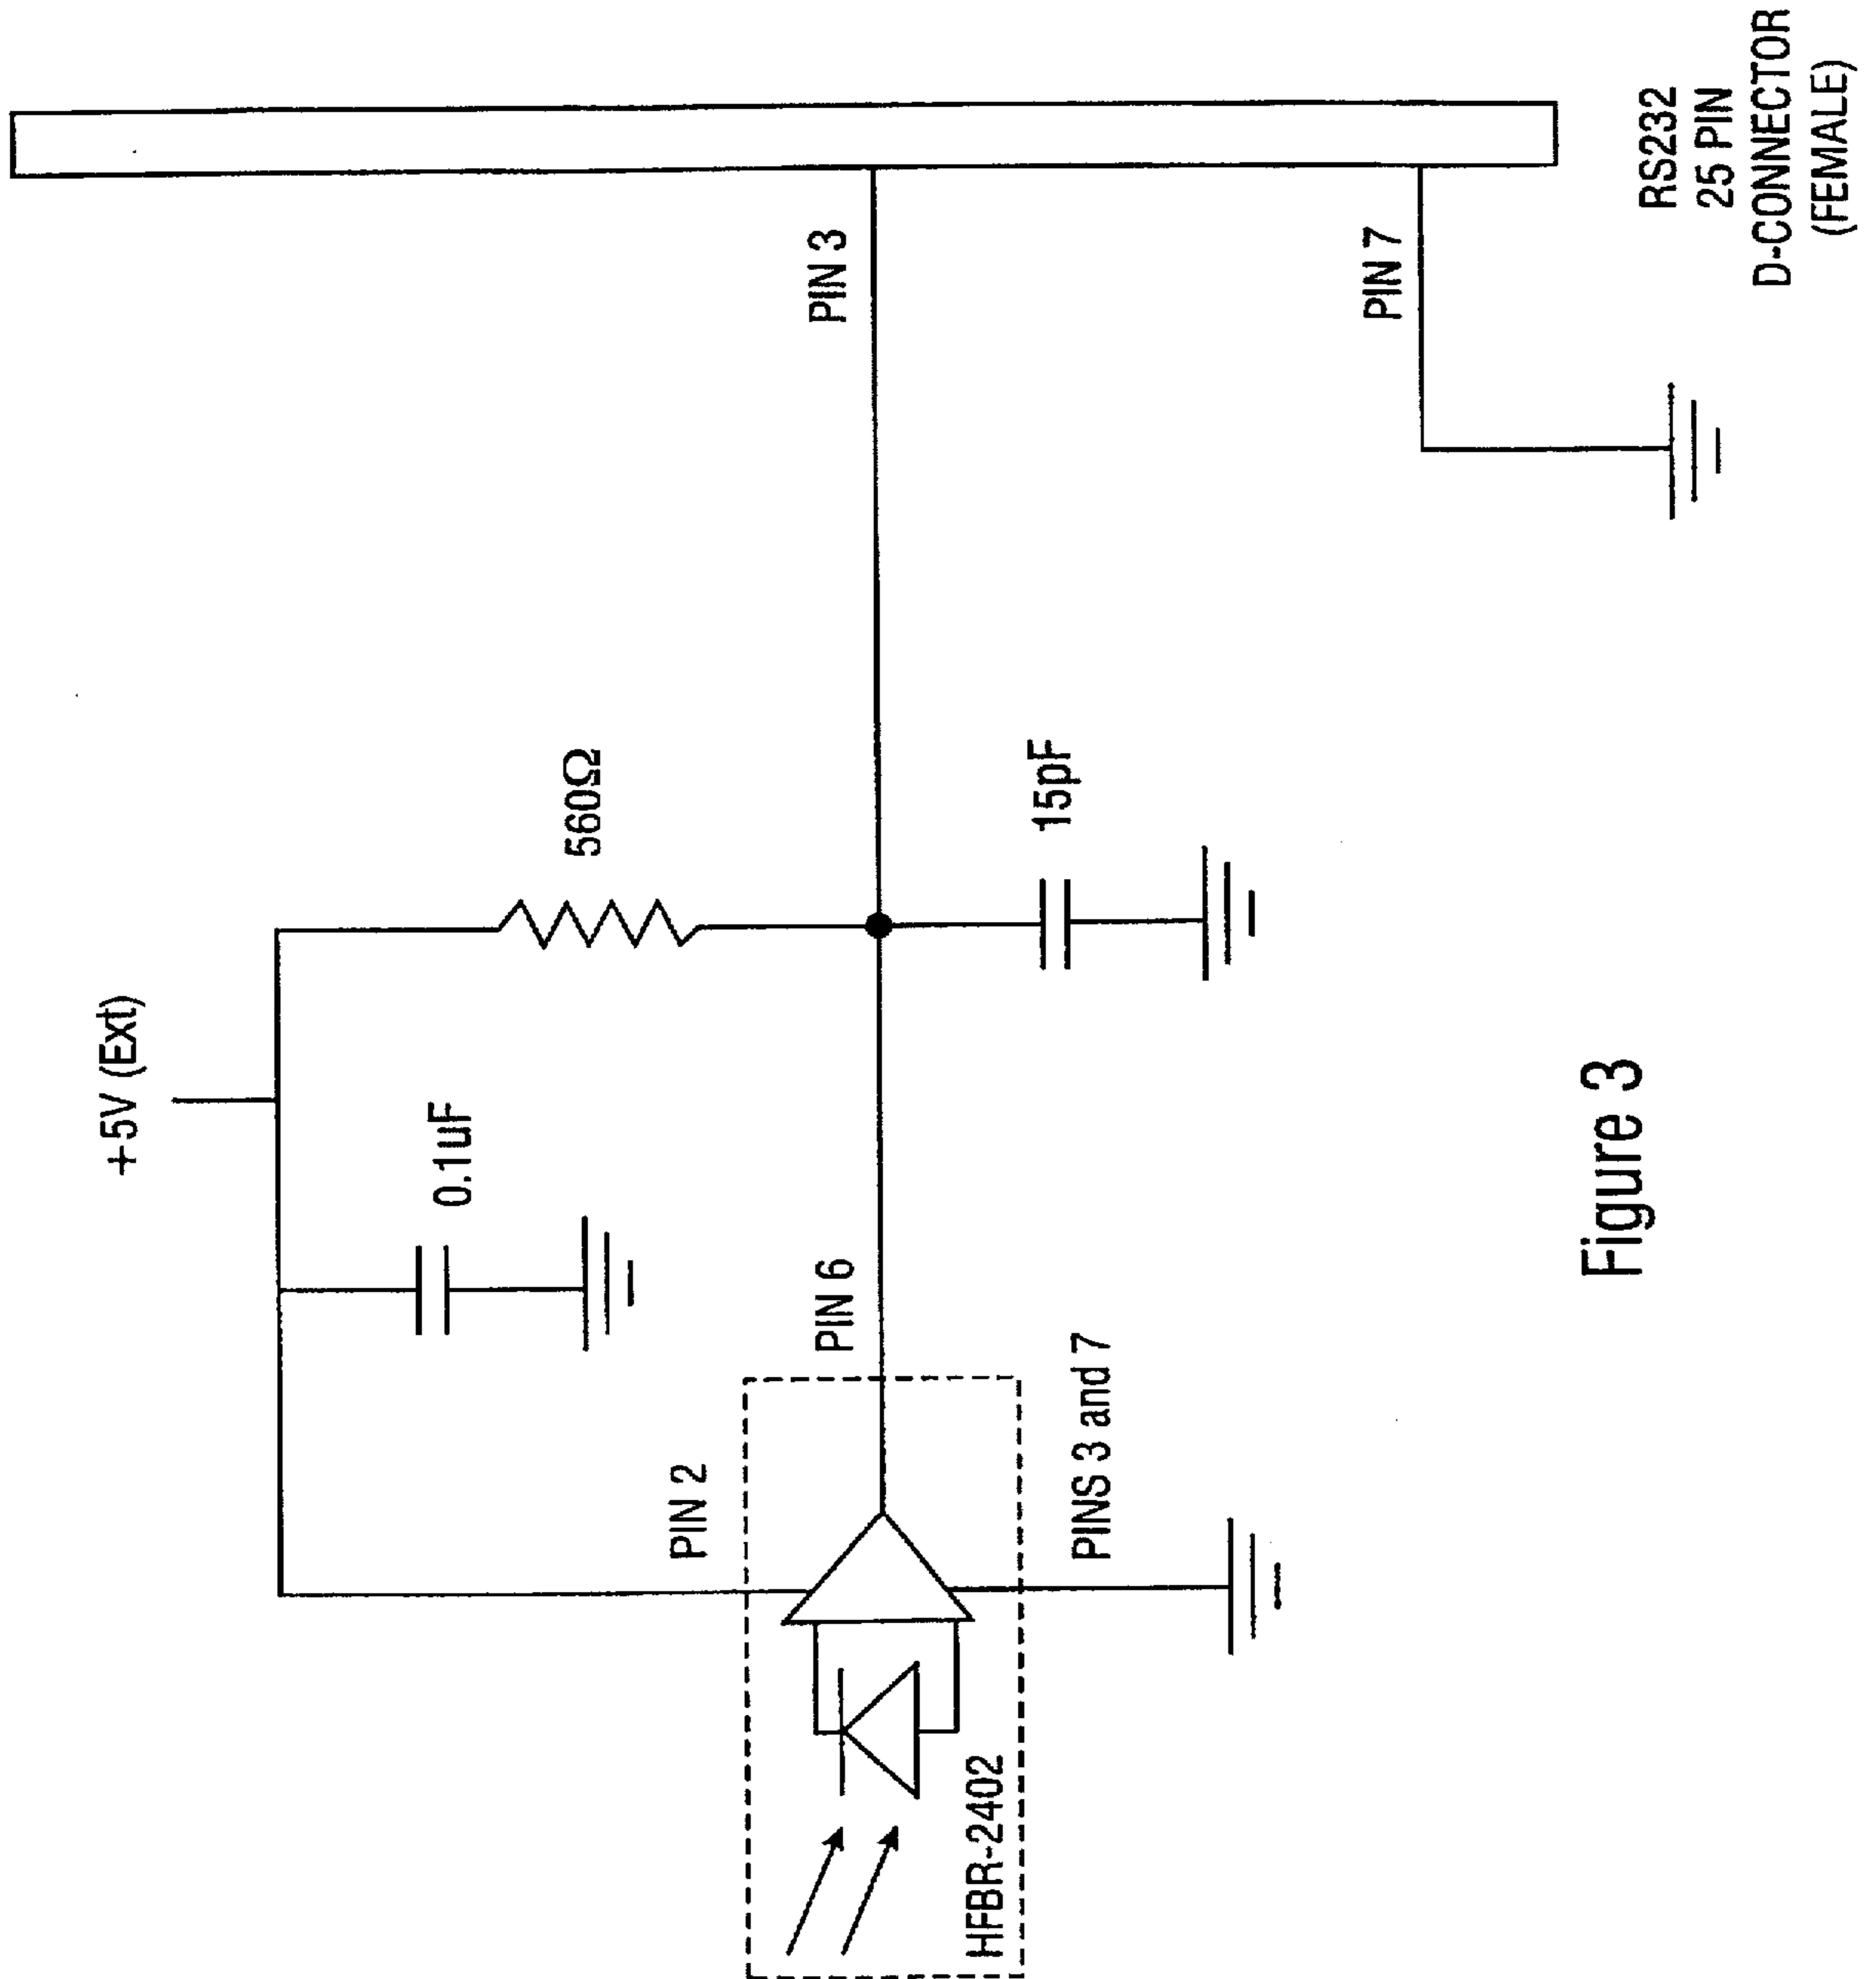 +5V (Ext)
0.1uF
560Ω
PIN 2
PIN 6
PIN 3
HFBR-2402
PINS 3 and 7
15pF
PIN 7
RS232
25 PIN
D-CONNECTOR
(FEMALE)
Figure 3